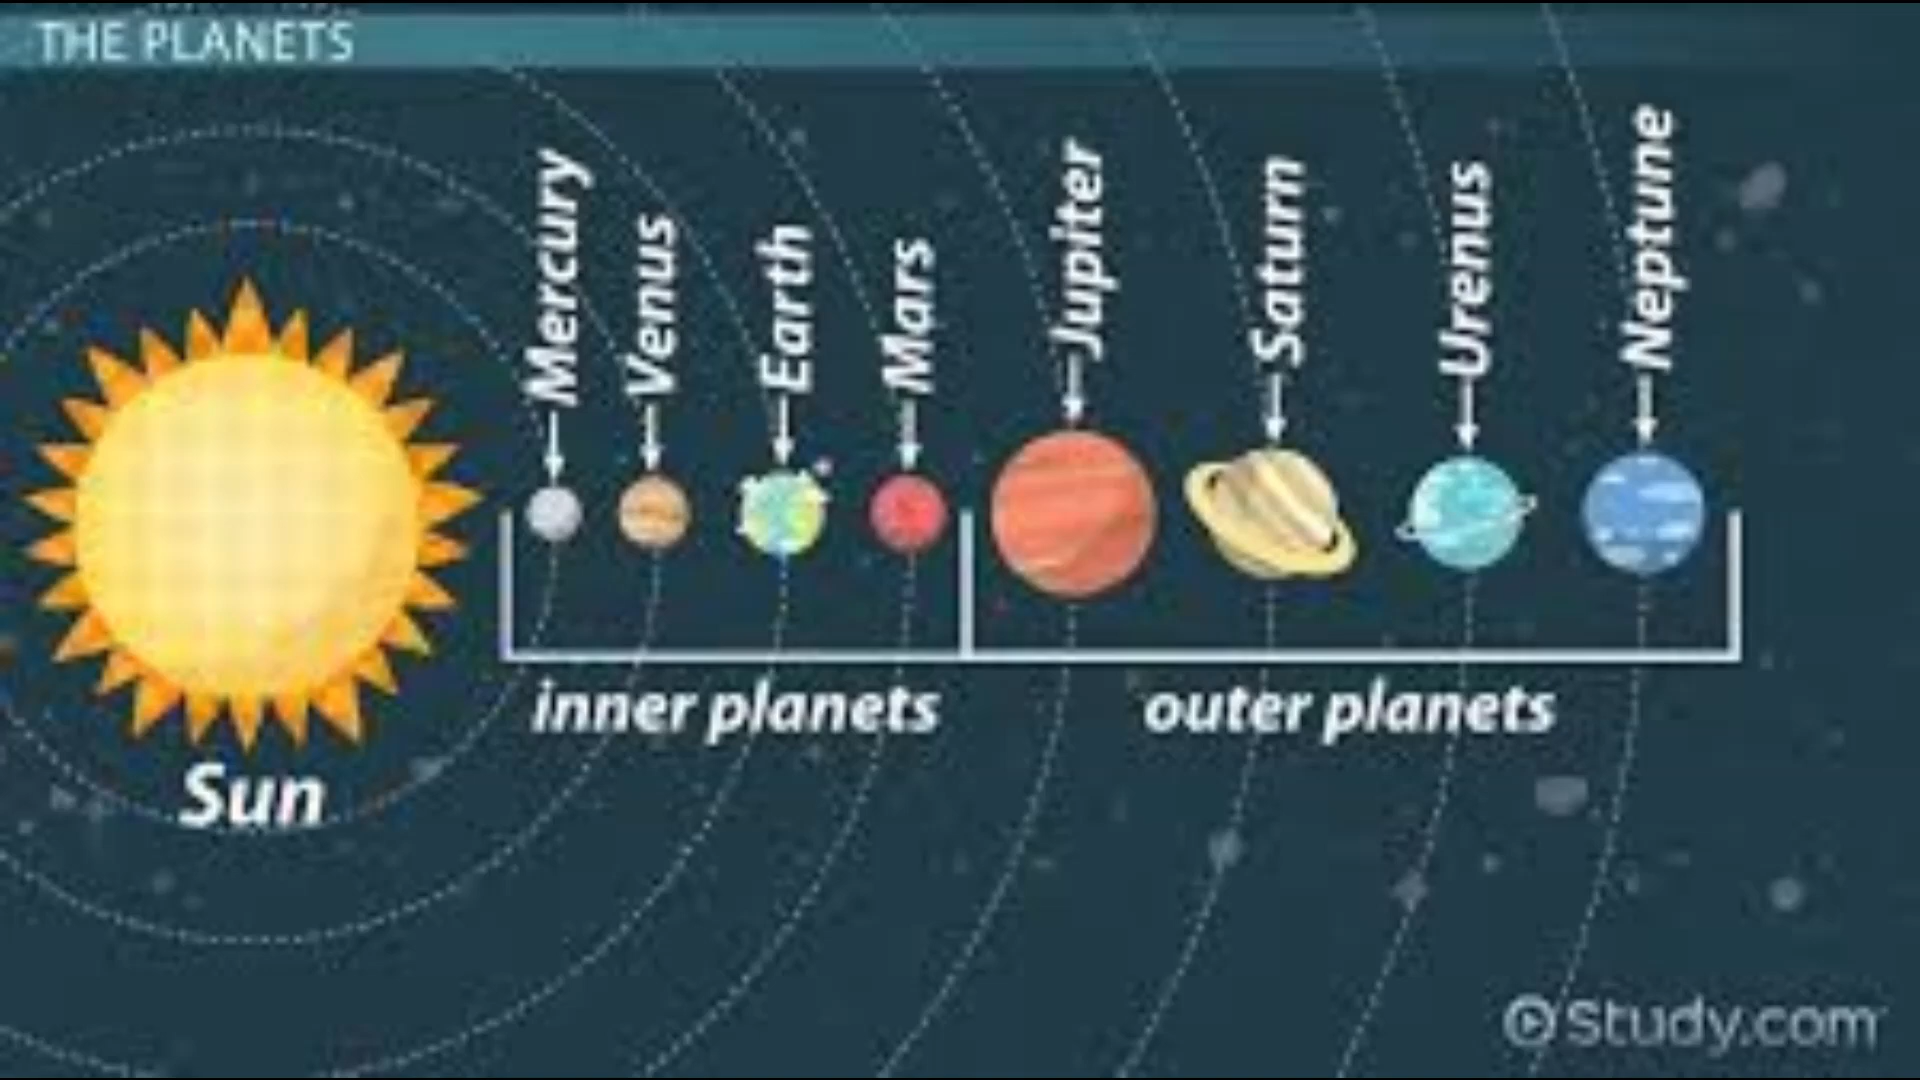 THE PLANETS
Mercury
Venus
Earth
Mars
Jupiter
Saturn
Urenus
Neptune
inner planets
outer planets
Sun
Study.com